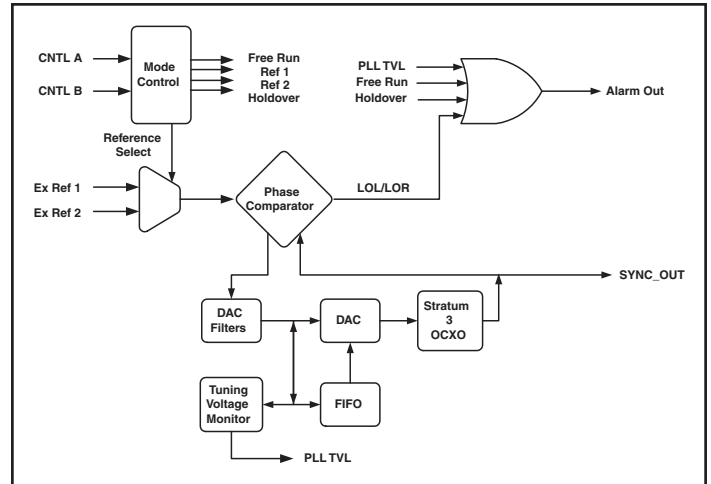 CNTL A
CNTL B
Mode
Control
Free Run
Ref 1
Ref 2
Holdover
PLL TVL
Free Run
Holdover
Alarm Out
Reference
Select
Ex Ref 1
Ex Ref 2
Phase
Comparator
LOL/LOR
SYNC_OUT
DAC
Filters
DAC
Stratum
3
OCXO
Tuning
Voltage
Monitor
FIFO
PLL TVL